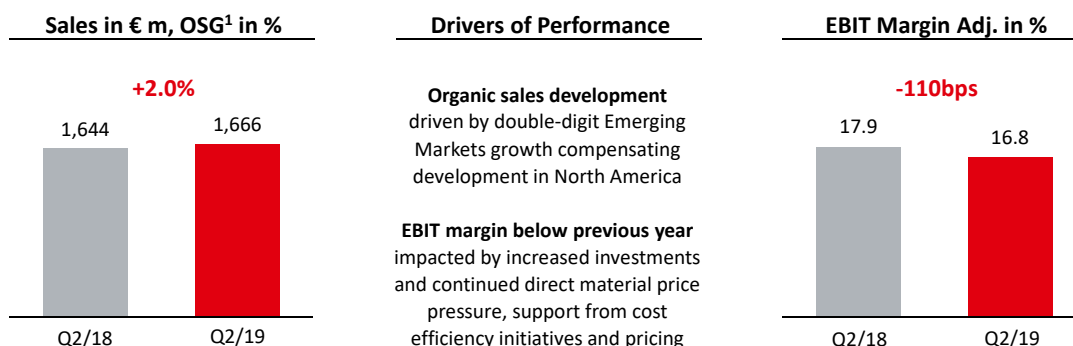 Sales in € m, OSG¹ in %
+2.0%
1,644
1,666
Q2/18
Q2/19
Drivers of Performance
Organic sales development
driven by double-digit Emerging
Markets growth compensating
development in North America
EBIT margin below previous year
impacted by increased investments
and continued direct material price
pressure, support from cost
efficiency initiatives and pricing
EBIT Margin Adj. in %
-110bps
17.9
16.8
Q2/18
Q2/19